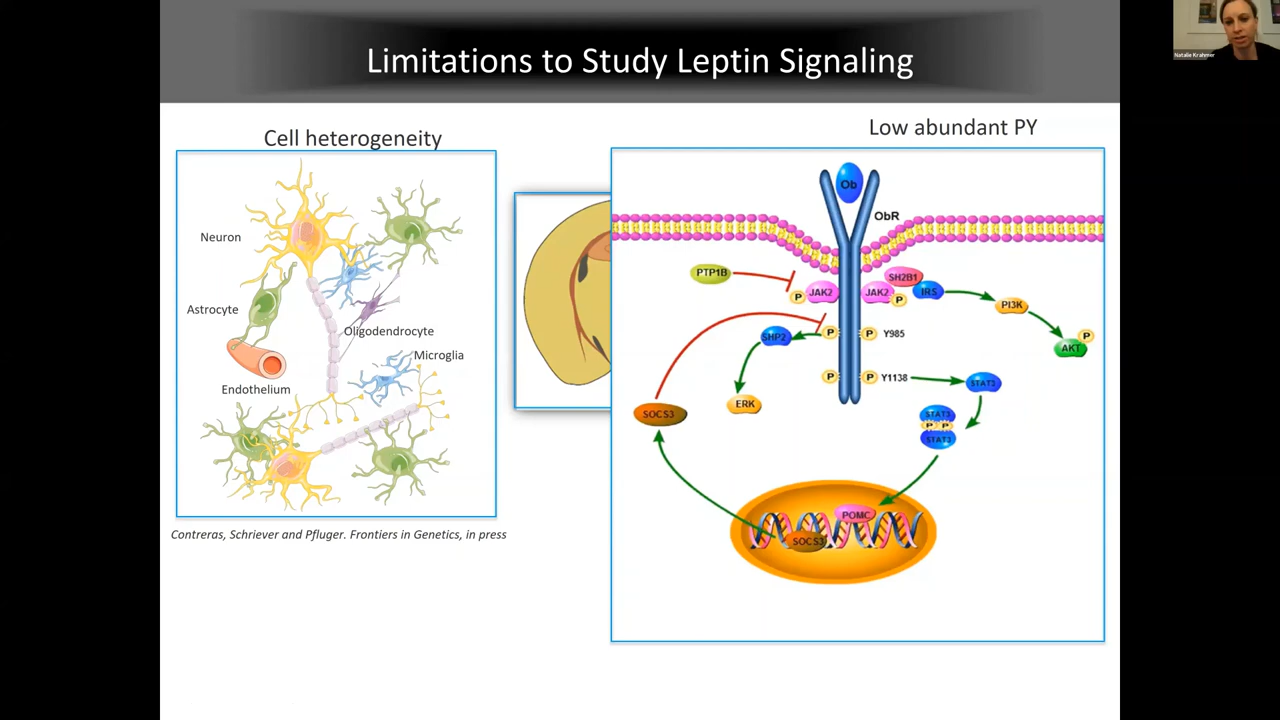 Limitations to Study Leptin Signaling
Natalie Krahmer
Cell heterogeneity
Neuron
Astrocyte
Oligodendrocyte
Microglia
Endothelium
Contreras, Schriever and Pfluger. Frontiers in Genetics, in press
Low abundant PY
Ob
ObR
PTP1B
SH2B1
P JAK2
JAK2 P
IRS
PI3K
P
AKT
SHP2
P
P Y985
P
P Y1138
STAT3
ERK
SOCS3
STAT3
P P
STAT3
POMC
SOCS3